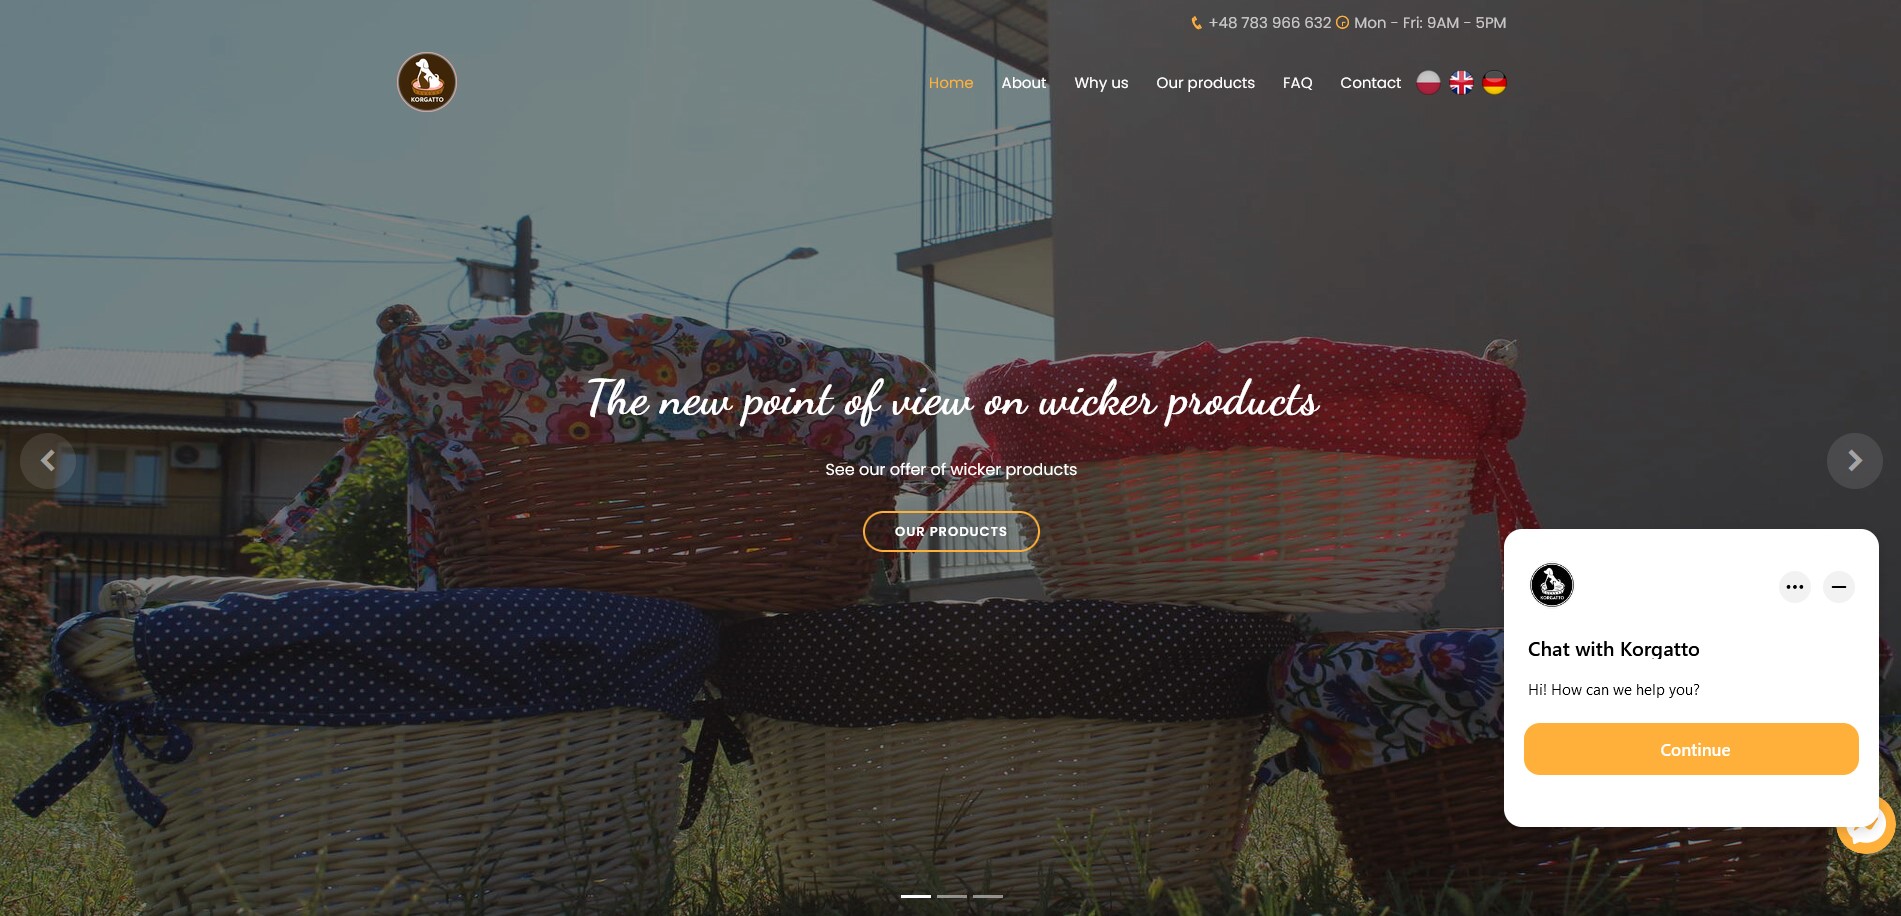 +48 783 966 632 Mon - Fri: 9AM - 5PM
KORGATTO
Home About Why us Our products FAQ Contact
The new point of view on wicker products
See our offer of wicker products
OUR PRODUCTS
KORGATTO
Chat with Korgatto
Hi! How can we help you?
Continue